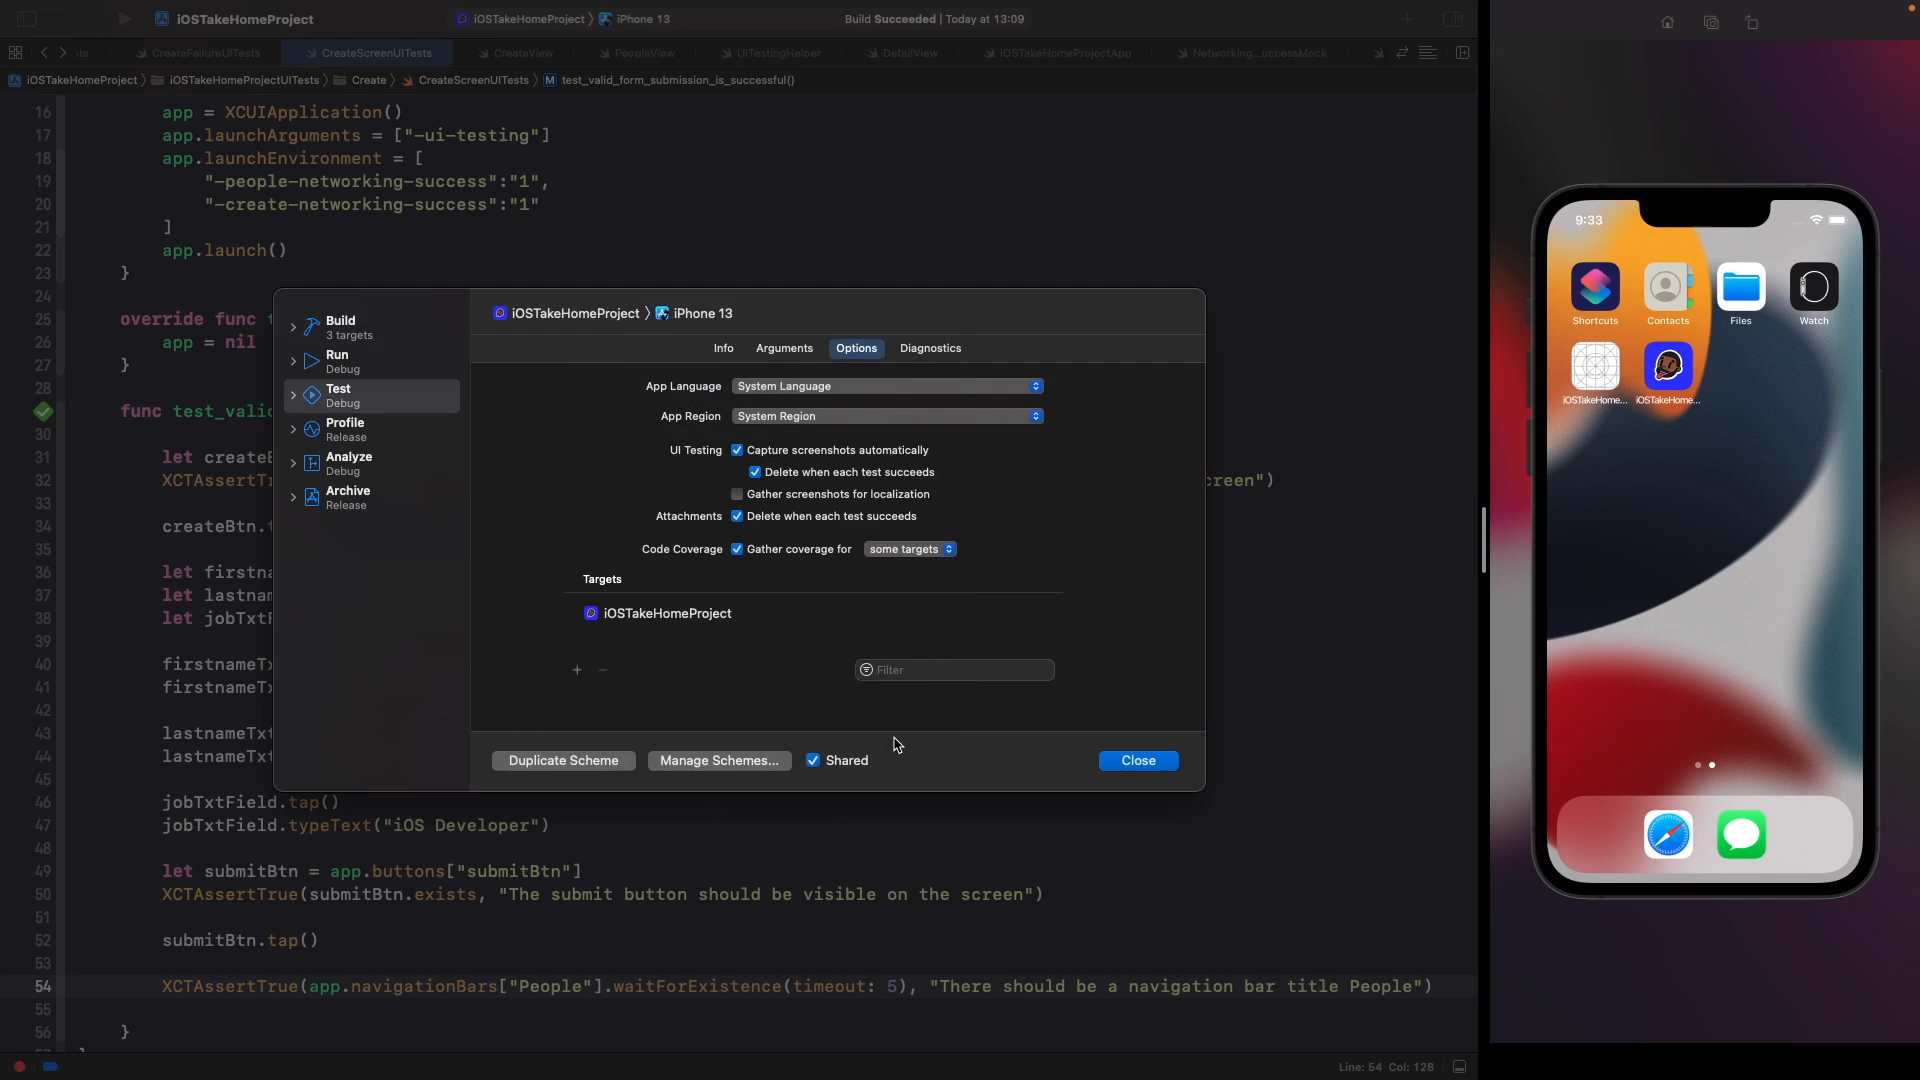 iOSTakeHomeProject
iOSTakeHomeProject 〉 iPhone 13
Build Succeeded | Today at 13:09
CreateFailureUITests
CreateScreenUITests
CreateView
PeopleView
UITestingHelper
DetailView
iOSTakeHomeProjectApp
Networking...uccessMock
iOSTakeHomeProject 〉 iOSTakeHomeProjectUITests 〉 Create 〉 CreateScreenUITests 〉 M test_valid_form_submission_is_successful()
16 app = XCUIApplication()
17 app.launchArguments = ["-ui-testing"]
18 app.launchEnvironment = [
19 "-people-networking-success":"1",
20 "-create-networking-success":"1"
21 ]
22 app.launch()
23 }
24
25 override func
26 app = nil
27 }
28
func test_valid
30
31 let create
32 XCTAssertT
creen")
33
34 createBtn.
35
36 let firstna
37 let lastnam
38 let jobTxtF
39
40 firstnameTx
41 firstnameTx
42
43 lastnameTxt
44 lastnameTxt
45
46 jobTxtField.tap()
47 jobTxtField.typeText("iOS Developer")
48
49 let submitBtn = app.buttons["submitBtn"]
50 XCTAssertTrue(submitBtn.exists, "The submit button should be visible on the screen")
51
52 submitBtn.tap()
53
54 XCTAssertTrue(app.navigationBars["People"].waitForExistence(timeout: 5), "There should be a navigation bar title People")
55
56 }
Line: 54 Col: 128
Build
3 targets
Run
Debug
Test
Debug
Profile
Release
Analyze
Debug
Archive
Release
iOSTakeHomeProject 〉 iPhone 13
Info Arguments Options Diagnostics
App Language System Language
App Region System Region
UI Testing Capture screenshots automatically
Delete when each test succeeds
Gather screenshots for localization
Attachments Delete when each test succeeds
Code Coverage Gather coverage for some targets
Targets
iOSTakeHomeProject
+ − Filter
Duplicate Scheme Manage Schemes... Shared Close
9:33
Shortcuts Contacts Files Watch
iOSTakeHome... iOSTakeHome...